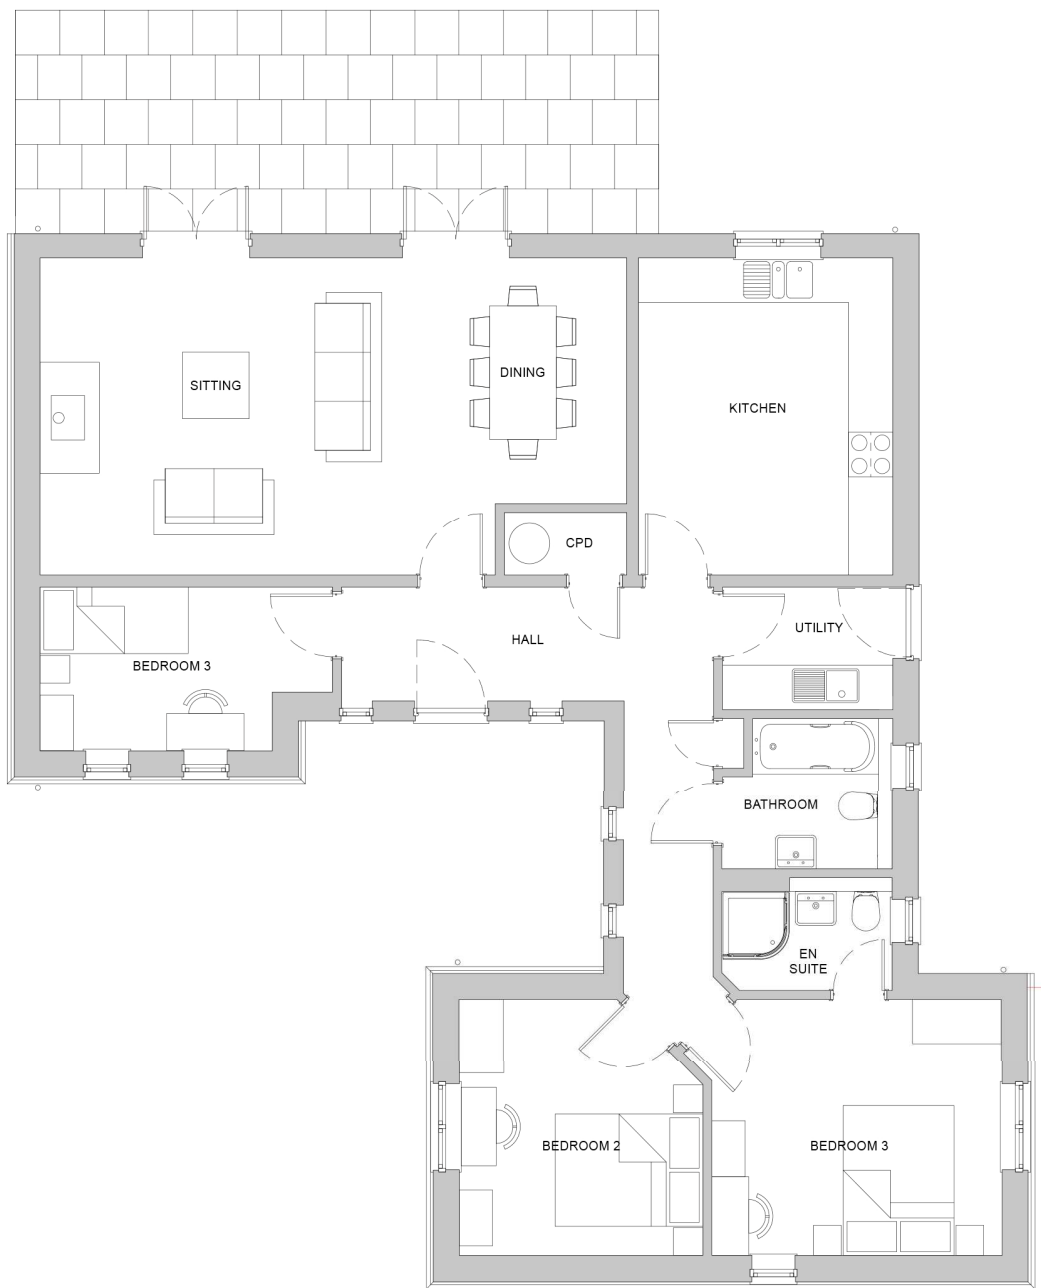 SITTING
DINING
KITCHEN
CPD
HALL
UTILITY
BEDROOM 3
BATHROOM
EN
SUITE
BEDROOM 2
BEDROOM 3